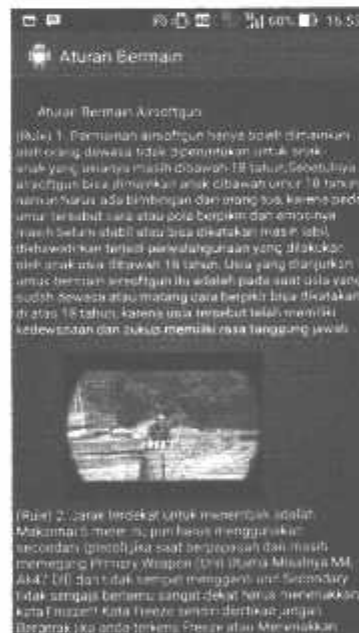 60% 16.53
Aturan Bermain
Aturan Bermain Airsoftgun
(Rule) 1. Permainan airsoftgun hanya boleh dimainkan
oleh orang dewasa tidak diperuntukan untuk anak
anak yang umurnya masih dibawah 18 tahun,Sebetulnya
airsoftgun bisa dimainkan anak dibawah umur 18 tahun
namun harus ada bimbingan dari orang tua, karena pada
umur tersebut cara atau pola berpikir dan emosinya
masih belum stabil atau bisa dikatakan masih labil,
dikhawatirkan terjadi penyalahgunaan yang dilakukan
oleh anak usia dibawah 18 tahun. Usia yang dianjurkan
untuk bermain airsoftgun itu adalah pada saat usia yang
sudah dewasa atau matang cara berpikir bisa dikatakan
di atas 18 tahun, karena usia tersebut telah memiliki
kedewasaan dan cukup memiliki rasa tanggung jawab
(Rule) 2. Jarak terdekat untuk menembak adalah
Maksimal 5 meter itu pun harus menggunakan
secondary (pistol),jika saat berpapasan dan masih
memegang Primary Weapon (Unit Utama Misalnya M4,
Ak47 Dll) dan tidak sempat mengganti unit Secondary
tidak sengaja bertemu sangat dekat harus meneriakkan
kata Freeze!! Kata Freeze sendiri diartikan jangan
Bergerak jika anda terkena Freeze atau Meneriakkan